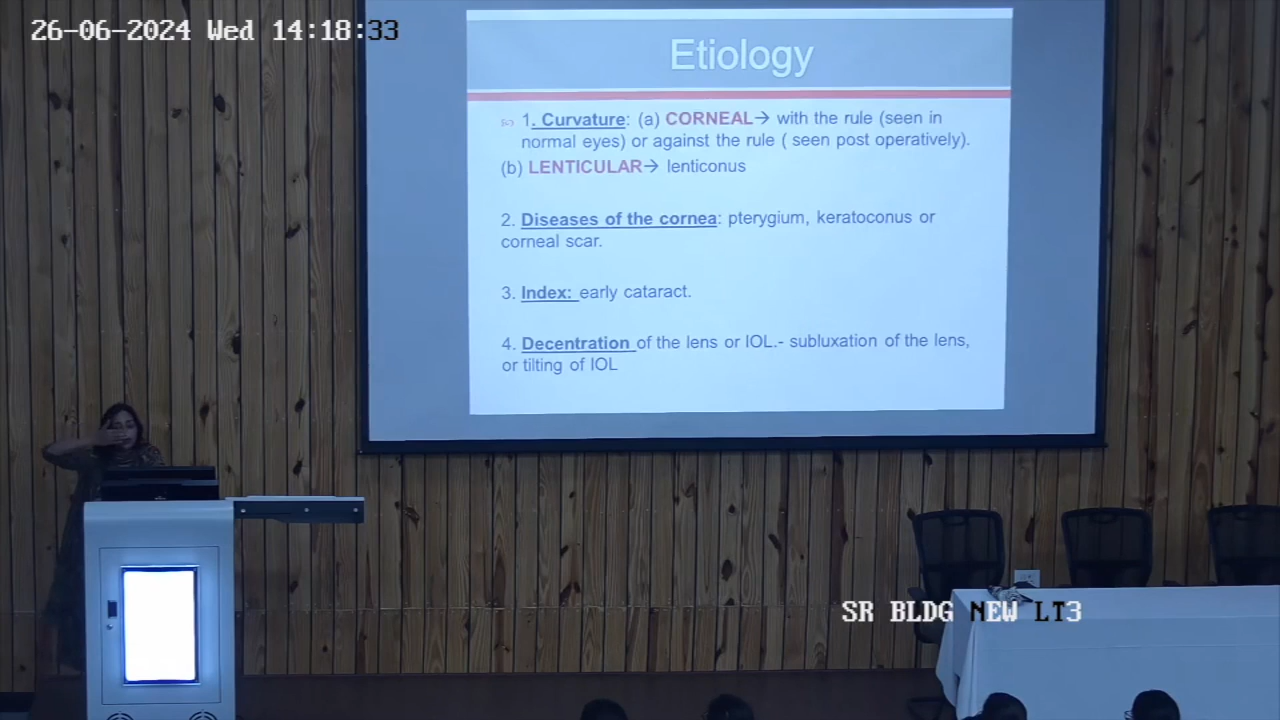 26-06-2024 Wed 14:18:33
Etiology
1. Curvature: (a) CORNEAL→ with the rule (seen in
normal eyes) or against the rule ( seen post operatively).
(b) LENTICULAR→ lenticonus
2. Diseases of the cornea: pterygium, keratoconus or
corneal scar.
3. Index: early cataract.
4. Decentration of the lens or IOL.- subluxation of the lens,
or tilting of IOL
SR BLDG NEW LT3